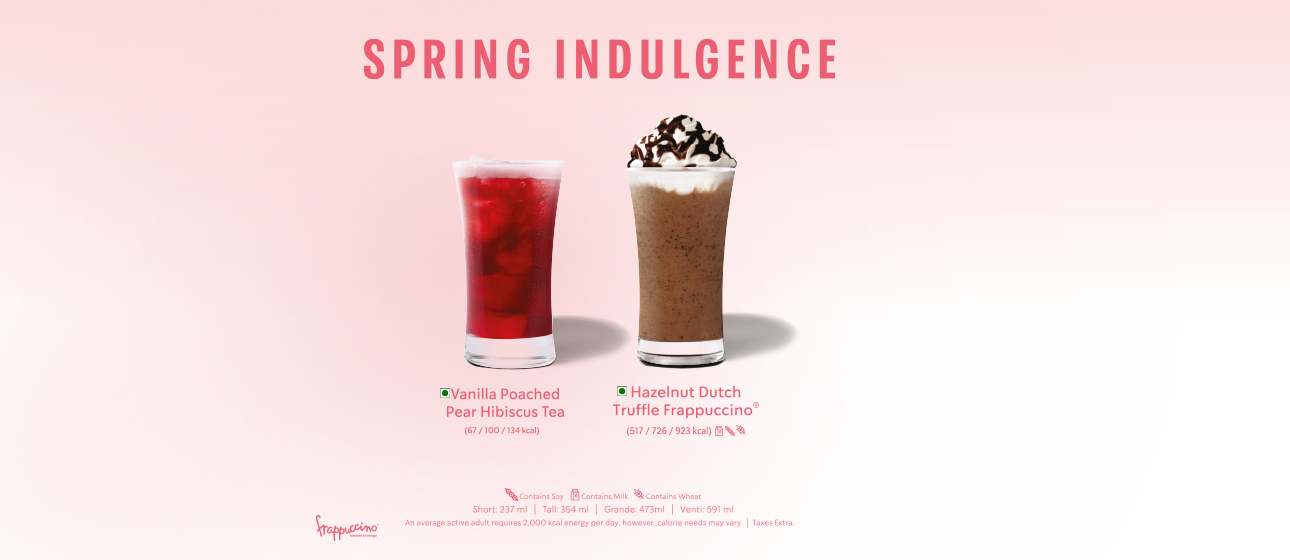 SPRING INDULGENCE
Vanilla Poached
Pear Hibiscus Tea
(67 / 100 / 134 kcal)
Hazelnut Dutch
Truffle Frappuccino®
(517 / 726 / 923 kcal)
Contains Soy Contains Milk Contains Wheat
Short: 237 ml | Tall: 354 ml | Grande: 473ml | Venti: 591 ml
An average active adult requires 2,000 kcal energy per day, however, calorie needs may vary. | Taxes Extra.
frappuccino®
blended beverage